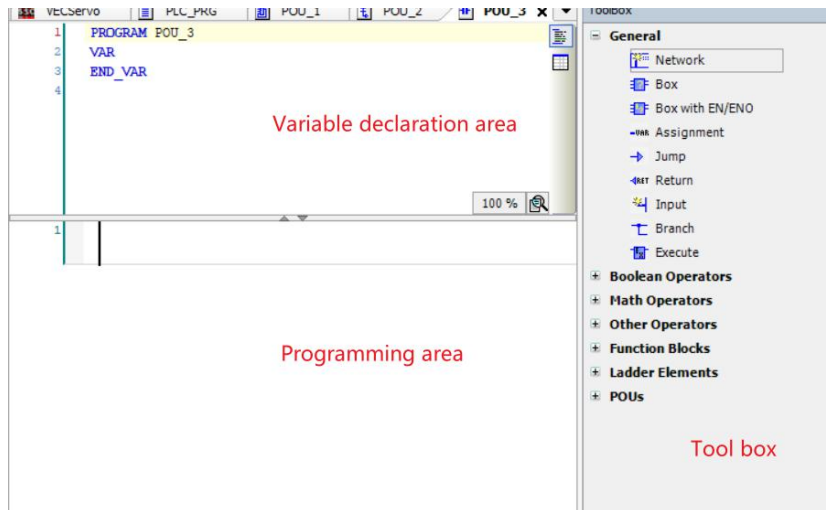 VECServo
PLC_PRG
POU_1
POU_2
POU_3
1 PROGRAM POU_3
2 VAR
3 END_VAR
4
Variable declaration area
100 %
1
Programming area
ToolBox
General
Network
Box
Box with EN/ENO
VAR Assignment
Jump
RET Return
Input
Branch
Execute
Boolean Operators
Math Operators
Other Operators
Function Blocks
Ladder Elements
POUs
Tool box